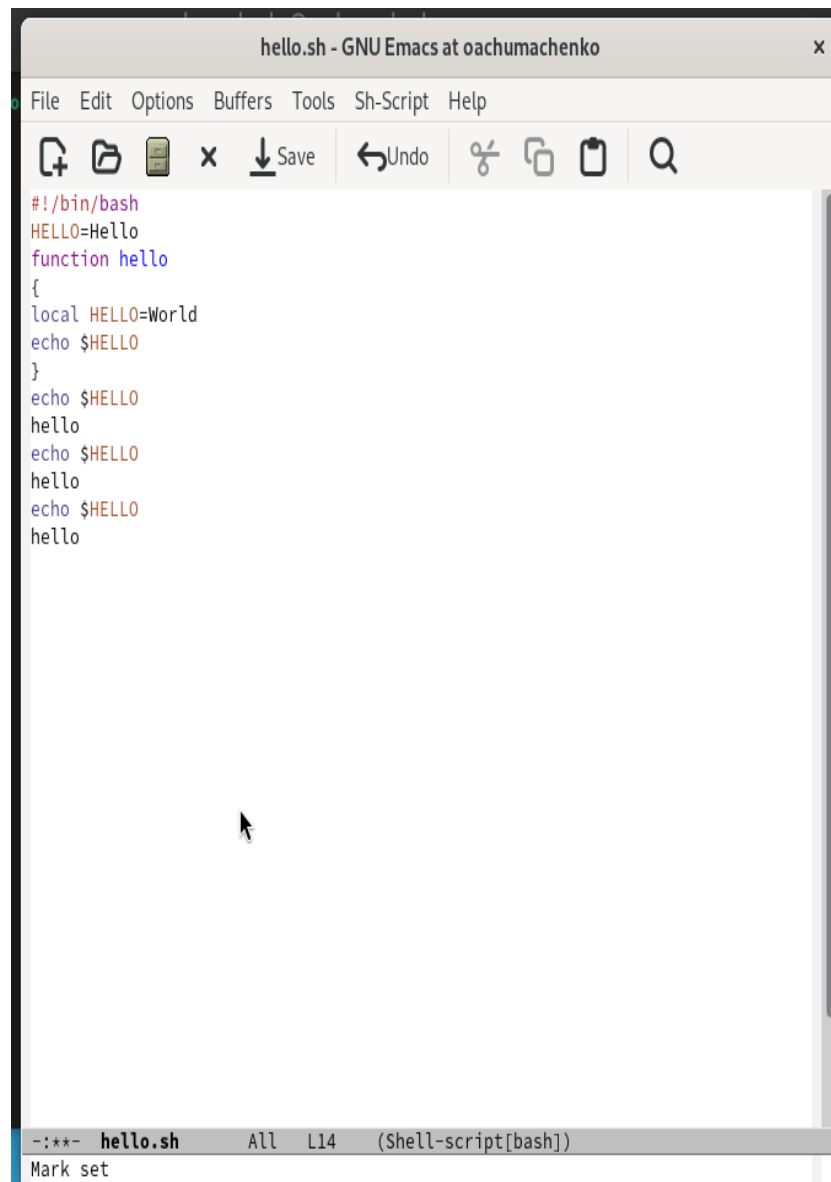 hello.sh - GNU Emacs at oachumachenko
File Edit Options Buffers Tools Sh-Script Help
Save Undo
#!/bin/bash
HELLO=Hello
function hello
{
local HELLO=World
echo $HELLO
}
echo $HELLO
hello
echo $HELLO
hello
echo $HELLO
hello
-:**- hello.sh All L14 (Shell-script[bash])
Mark set